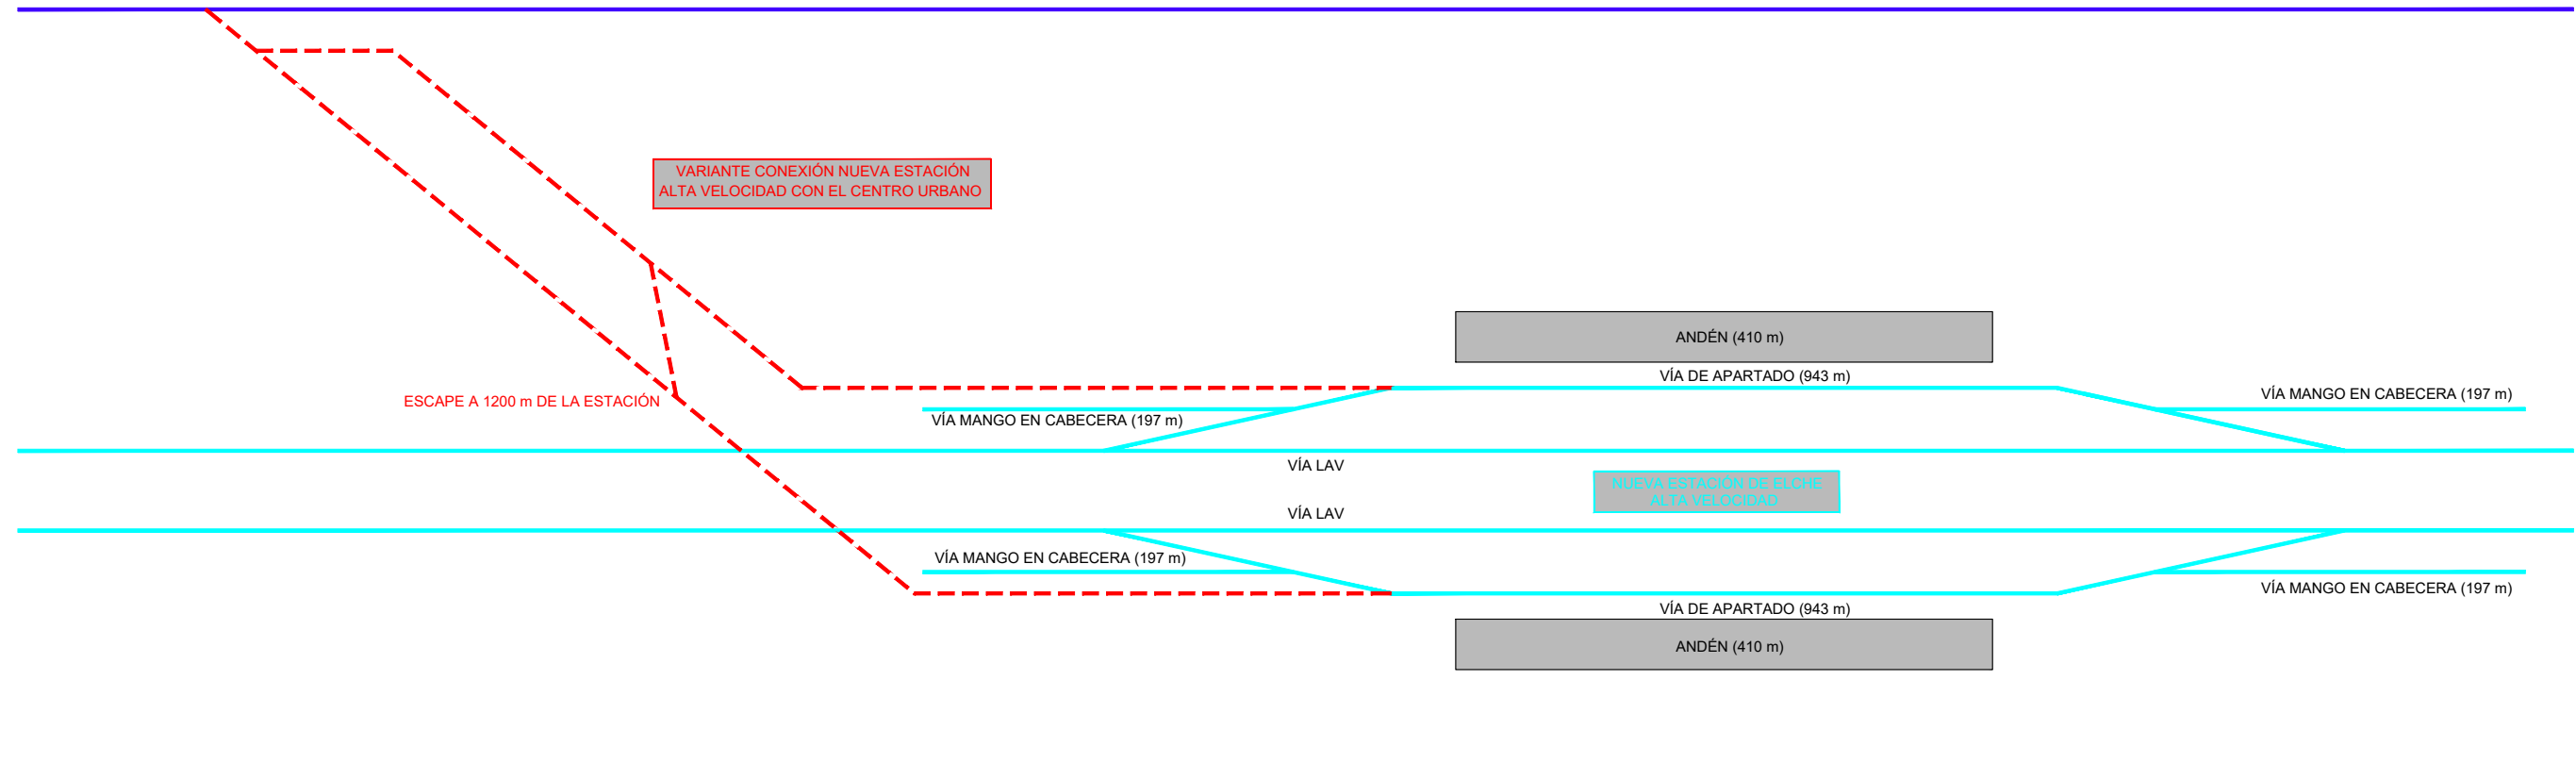 VARIANTE CONEXIÓN NUEVA ESTACIÓN
ALTA VELOCIDAD CON EL CENTRO URBANO
ANDÉN (410 m)
VÍA DE APARTADO (943 m)
ESCAPE A 1200 m DE LA ESTACIÓN
VÍA MANGO EN CABECERA (197 m)
VÍA MANGO EN CABECERA (197 m)
VÍA LAV
NUEVA ESTACIÓN DE ELCHE
ALTA VELOCIDAD
VÍA LAV
VÍA MANGO EN CABECERA (197 m)
VÍA MANGO EN CABECERA (197 m)
VÍA DE APARTADO (943 m)
ANDÉN (410 m)